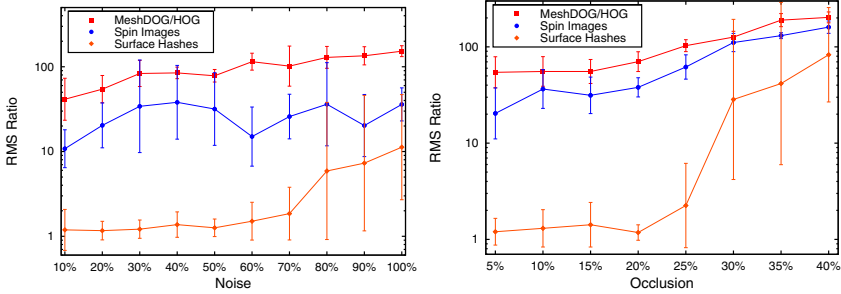 MeshDOG/HOG
Spin Images
Surface Hashes
RMS Ratio
100
10
1
10% 20% 30% 40% 50% 60% 70% 80% 90% 100%
Noise
MeshDOG/HOG
Spin Images
Surface Hashes
RMS Ratio
100
10
1
5% 10% 15% 20% 25% 30% 35% 40%
Occlusion